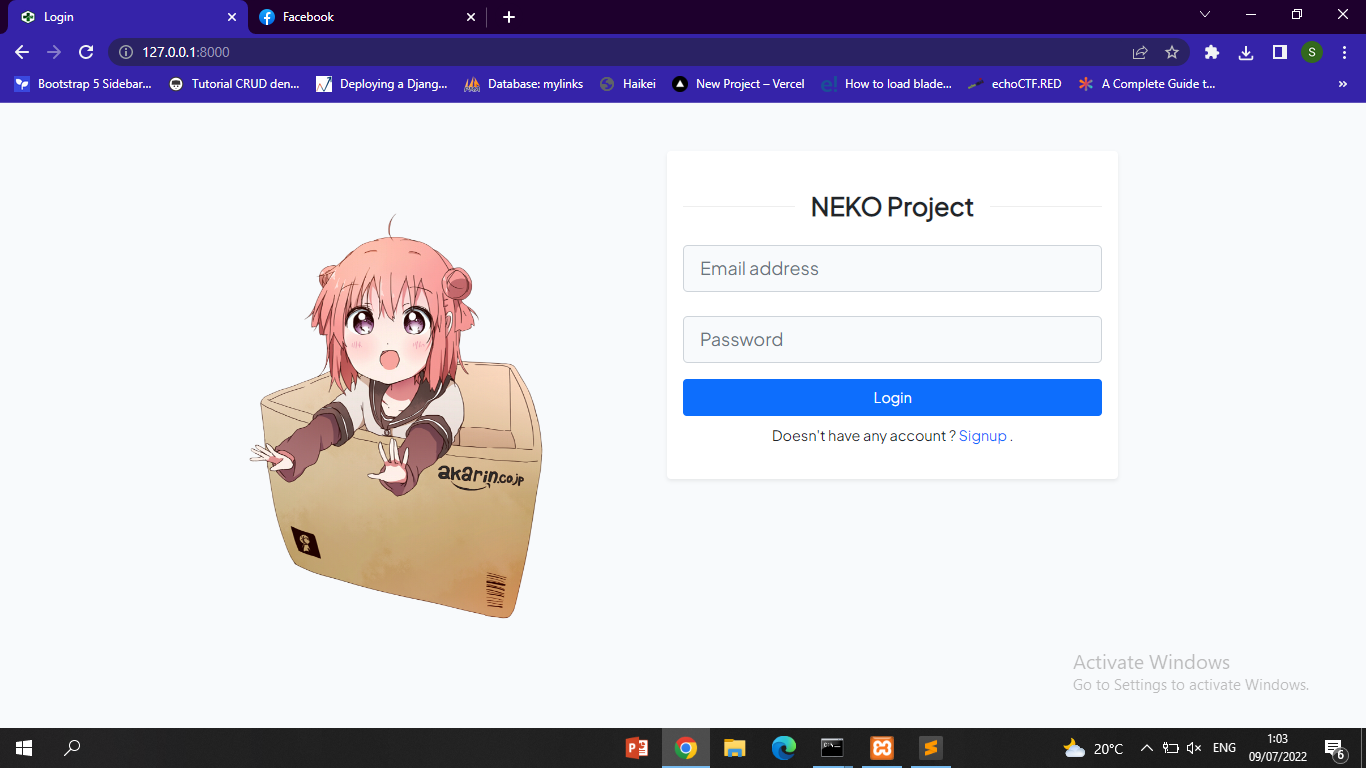 Login
Facebook
127.0.0.1:8000
S
Bootstrap 5 Sidebar...
Tutorial CRUD den...
Deploying a Djang...
Database: mylinks
Haikei
New Project – Vercel
e!
How to load blade...
echoCTF.RED
A Complete Guide t...
»
NEKO Project
Email address
Password
Login
Doesn't have any account ? Signup .
akarin.co.jp
Activate Windows
Go to Settings to activate Windows.
20°C
ENG
1:03
09/07/2022
6